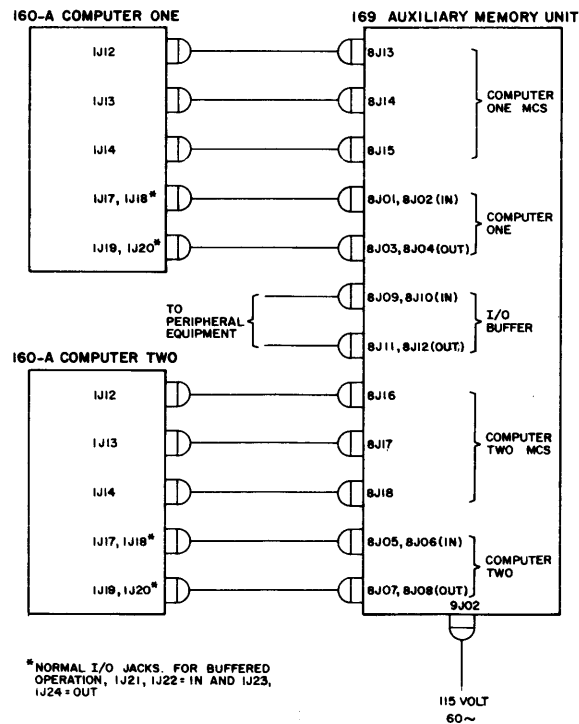 160-A COMPUTER ONE
169 AUXILIARY MEMORY UNIT
1J12
8J13
1J13
8J14
COMPUTER
ONE MCS
1J14
8J15
1J17, 1J18*
8J01, 8J02(IN)
COMPUTER
ONE
1J19, 1J20*
8J03, 8J04(OUT)
TO
PERIPHERAL
EQUIPMENT
8J09, 8J10(IN)
I/O
BUFFER
8J11, 8J12(OUT)
160-A COMPUTER TWO
1J12
8J16
1J13
8J17
COMPUTER
TWO MCS
1J14
8J18
1J17, 1J18*
8J05, 8J06(IN)
COMPUTER
TWO
1J19, 1J20*
8J07, 8J08(OUT)
9J02
*NORMAL I/O JACKS. FOR BUFFERED
OPERATION, 1J21, 1J22=IN AND 1J23,
1J24=OUT
115 VOLT
60~